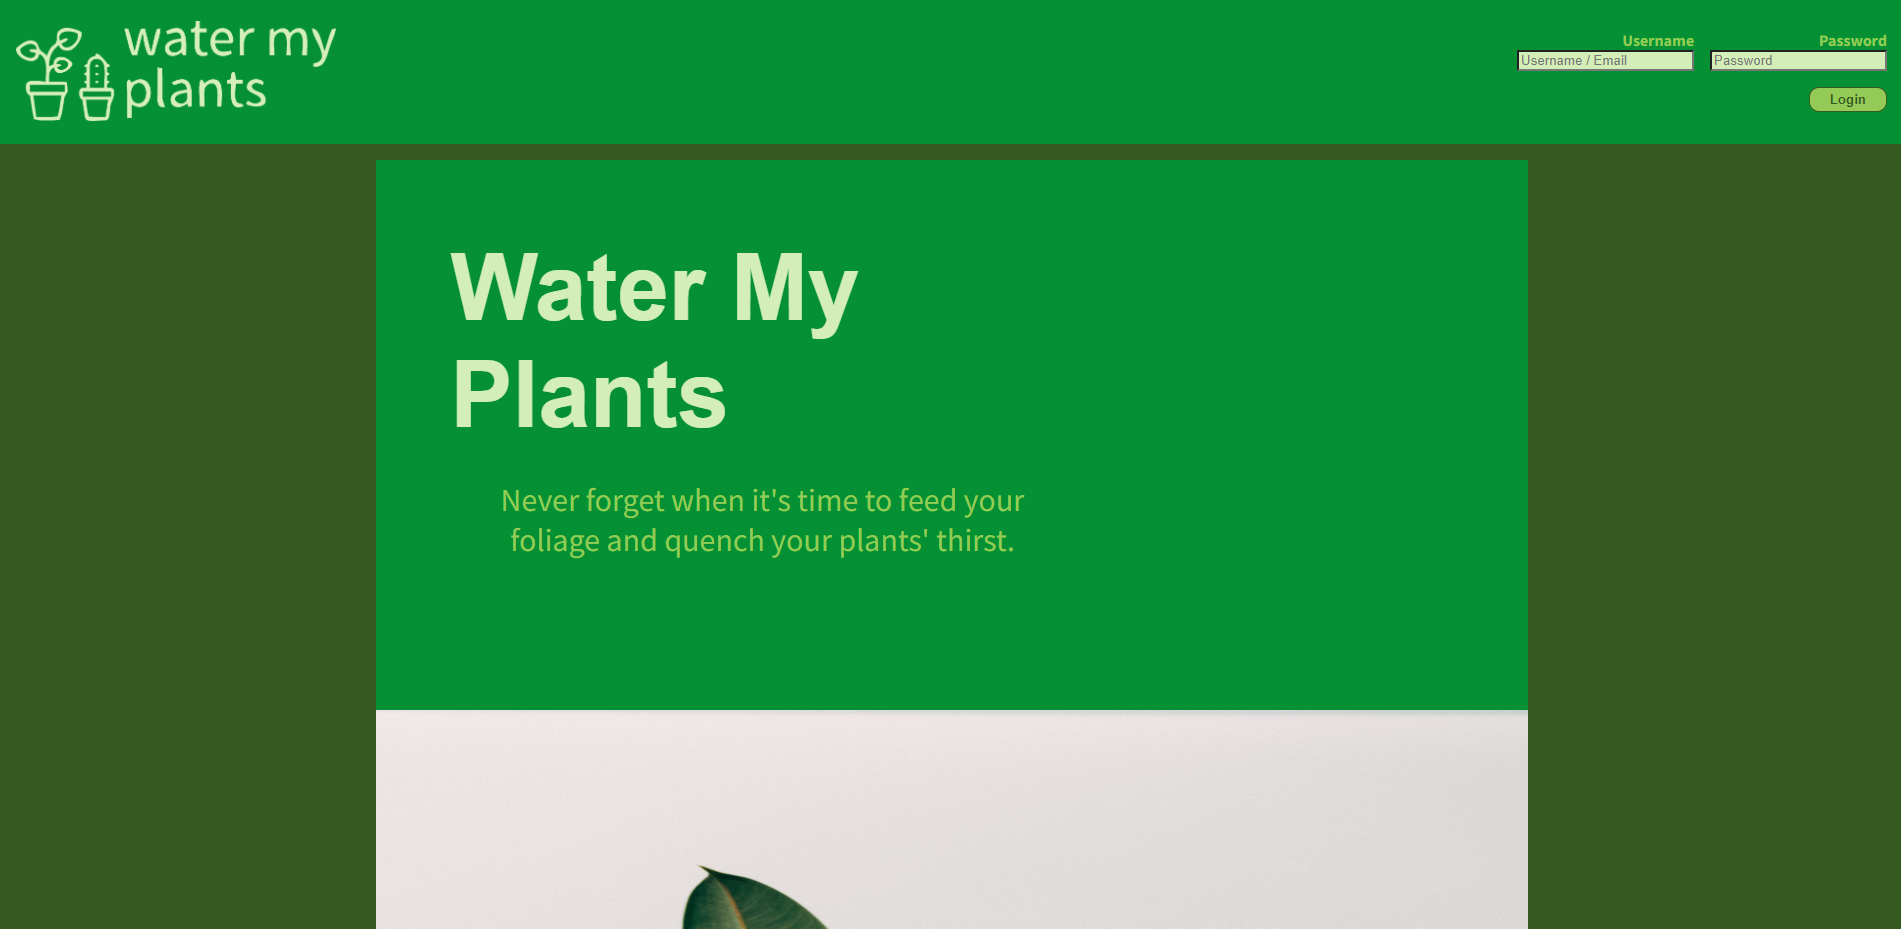 water my
plants
Username
Password
Username / Email
Password
Login
Water My
Plants
Never forget when it's time to feed your
foliage and quench your plants' thirst.